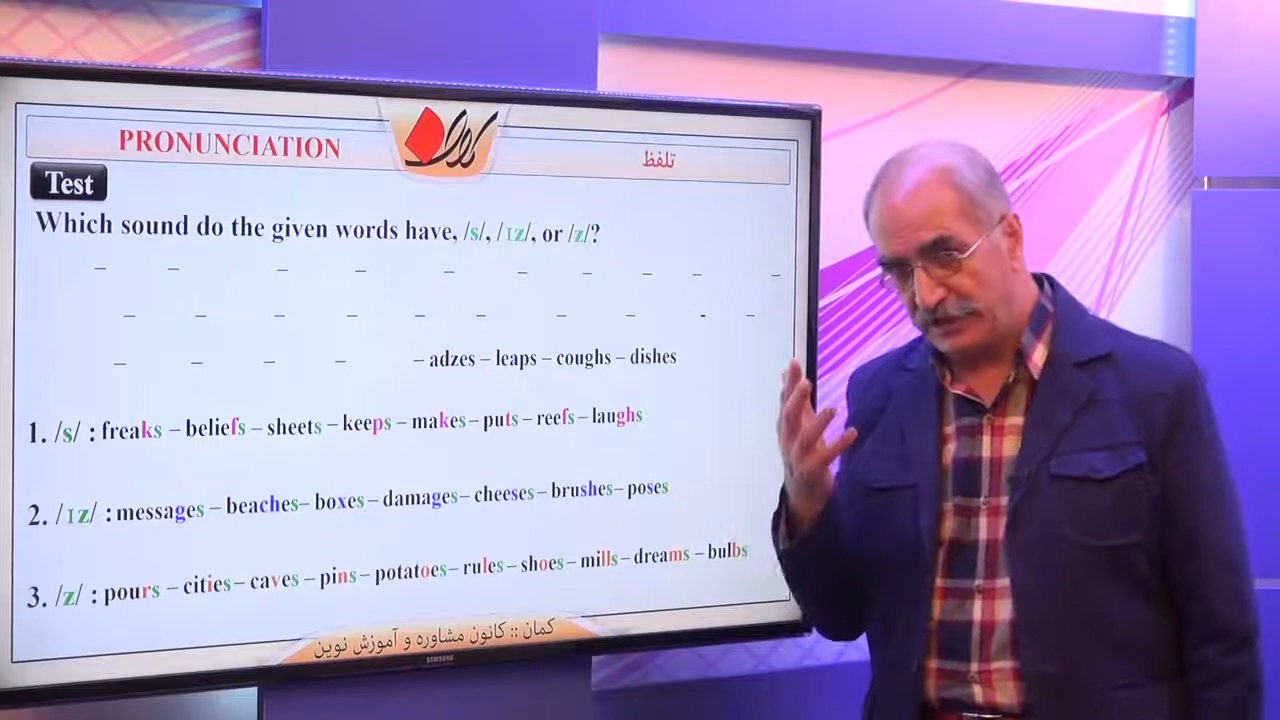 PRONUNCIATION
کمان
تلفظ
Test
Which sound do the given words have, /s/, /ɪz/, or /z/?
– – – – – – – – – –
– – – – – – – – - –
– – – – – adzes – leaps – coughs – dishes
1. /s/ : freaks – beliefs – sheets – keeps – makes – puts – reefs – laughs
2. /ɪz/ : messages – beaches– boxes– damages– cheeses– brushes– poses
3. /z/ : pours – cities– caves – pins– potatoes– rules– shoes– mills– dreams – bulbs
کمان :: کانون مشاوره و آموزش نوین
SAMSUNG